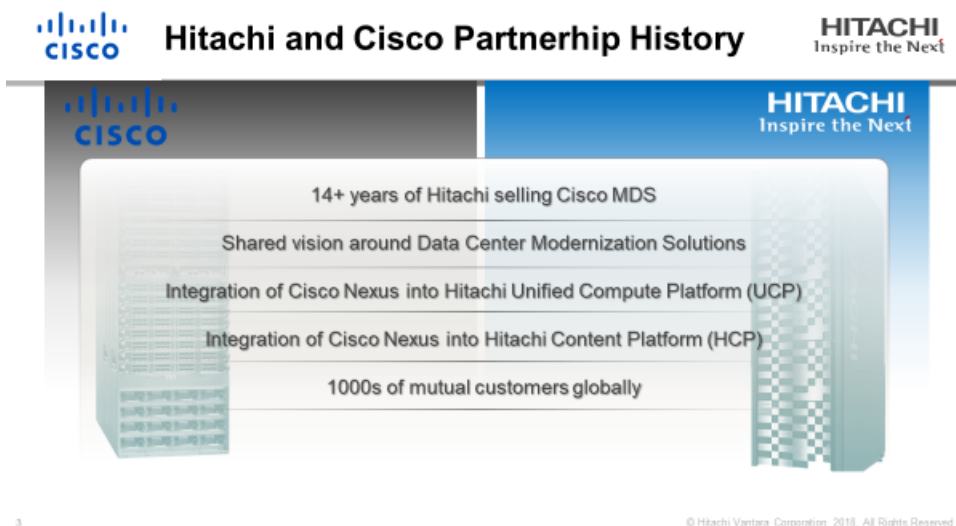 CISCO
Hitachi and Cisco Partnerhip History
HITACHI
Inspire the Next
CISCO
HITACHI
Inspire the Next
14+ years of Hitachi selling Cisco MDS
Shared vision around Data Center Modernization Solutions
Integration of Cisco Nexus into Hitachi Unified Compute Platform (UCP)
Integration of Cisco Nexus into Hitachi Content Platform (HCP)
1000s of mutual customers globally
3
© Hitachi Vantara Corporation 2018. All Rights Reserved